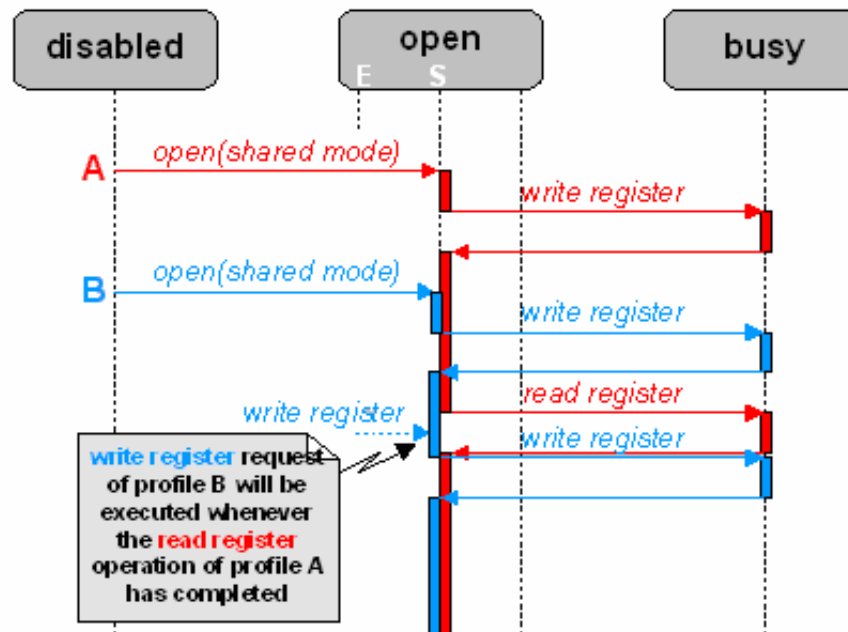 disabled
open
busy
E
S
A
open(shared mode)
write register
B
open(shared mode)
write register
read register
write register
write register
write register request
of profile B will be
executed whenever
the read register
operation of profile A
has completed